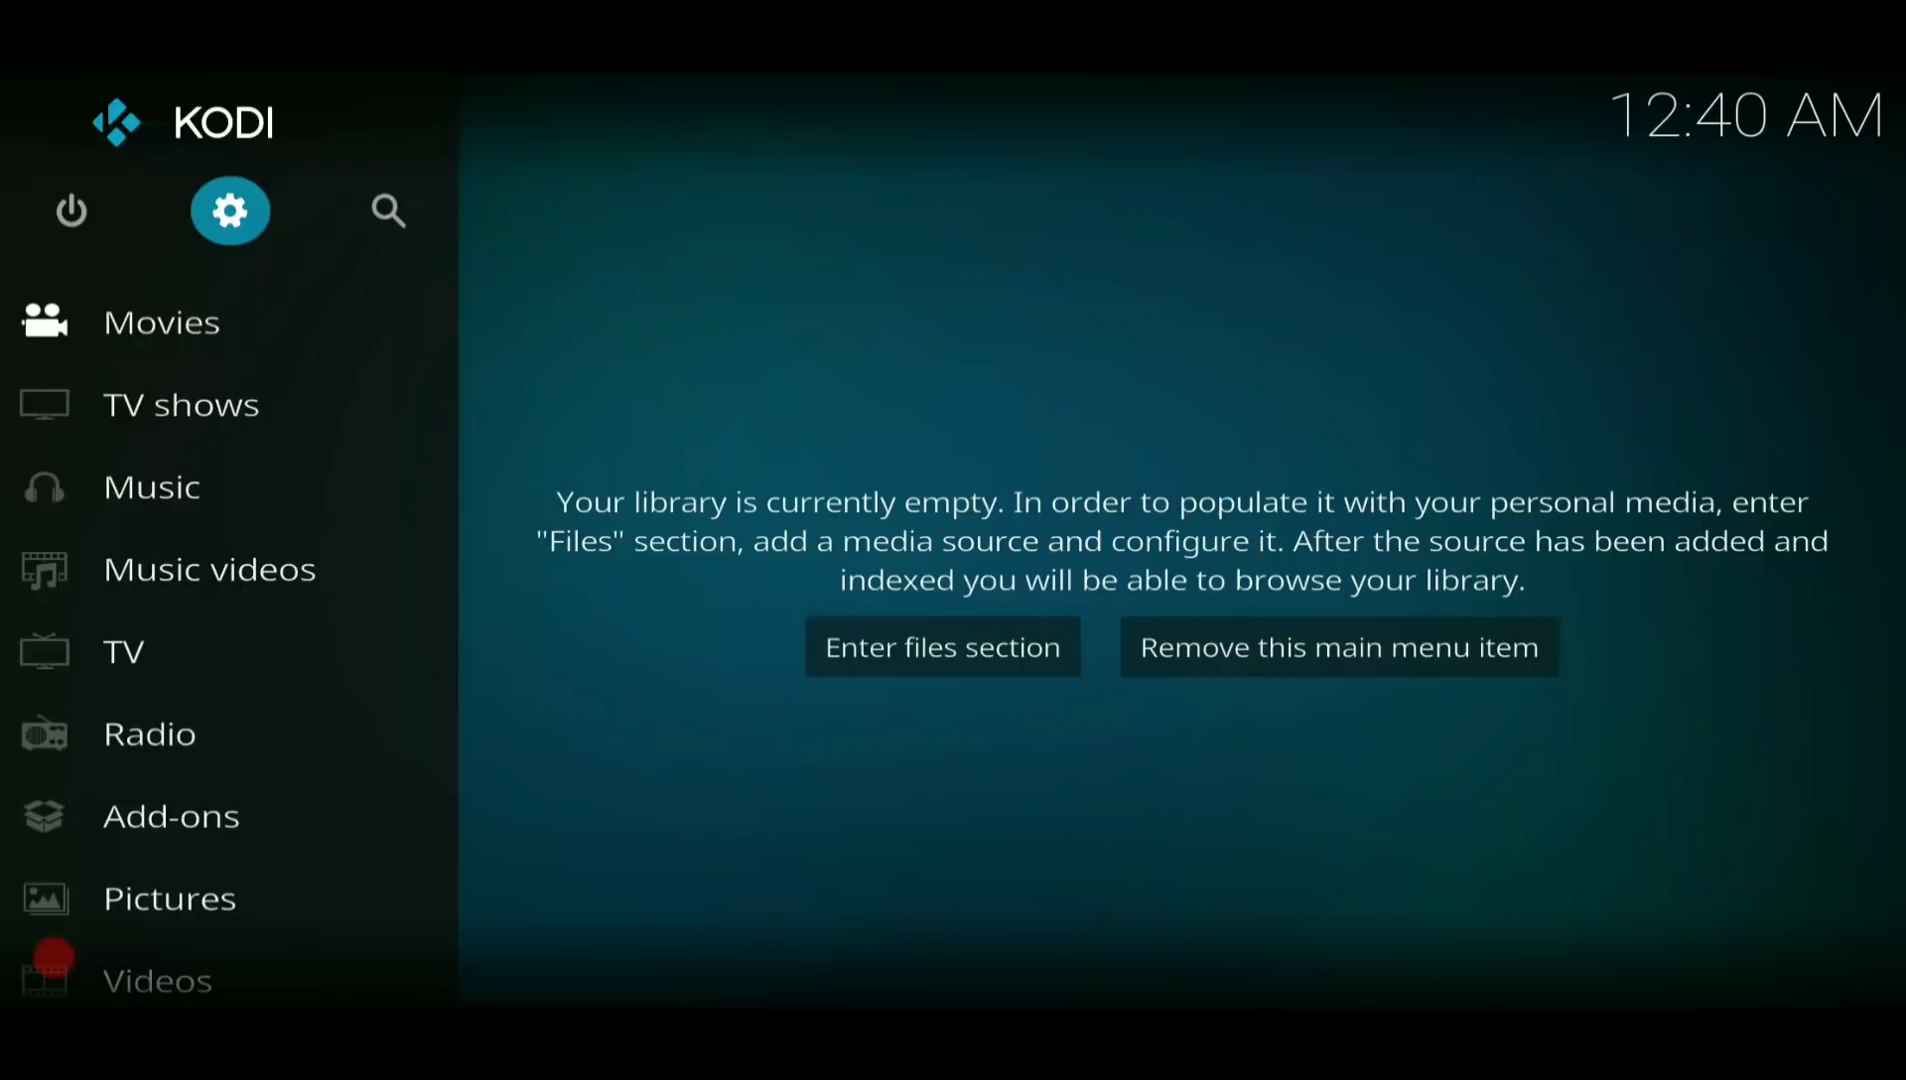 KODI
12:40 AM
Movies
TV shows
Music
Music videos
TV
Radio
Add-ons
Pictures
Videos
Your library is currently empty. In order to populate it with your personal media, enter
"Files" section, add a media source and configure it. After the source has been added and
indexed you will be able to browse your library.
Enter files section
Remove this main menu item